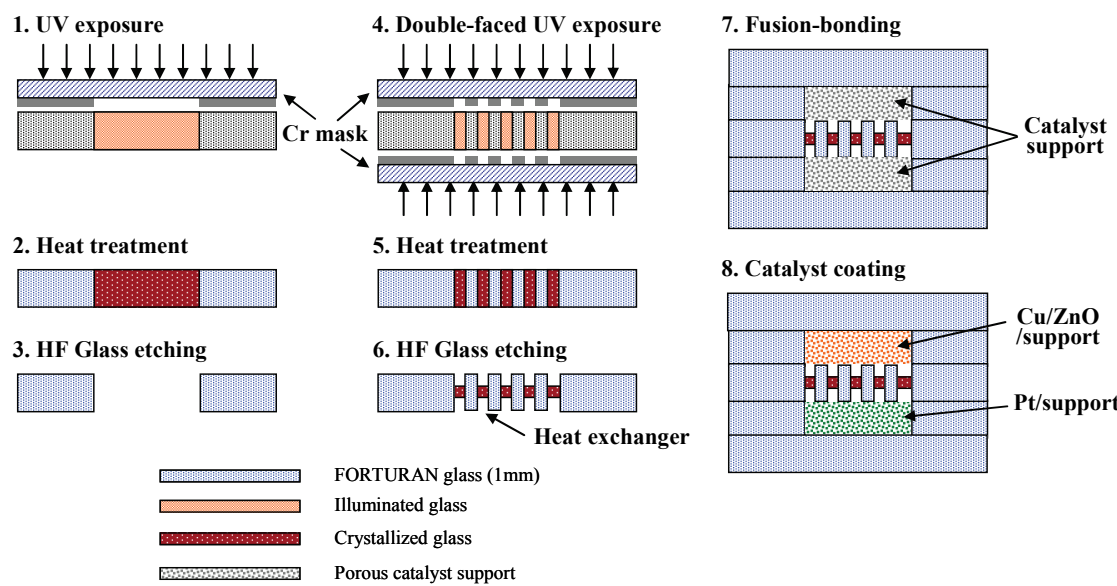 1. UV exposure
4. Double-faced UV exposure
7. Fusion-bonding
Cr mask
Catalyst
support
2. Heat treatment
5. Heat treatment
8. Catalyst coating
3. HF Glass etching
6. HF Glass etching
Cu/ZnO
/support
Pt/support
Heat exchanger
FORTURAN glass (1mm)
Illuminated glass
Crystallized glass
Porous catalyst support